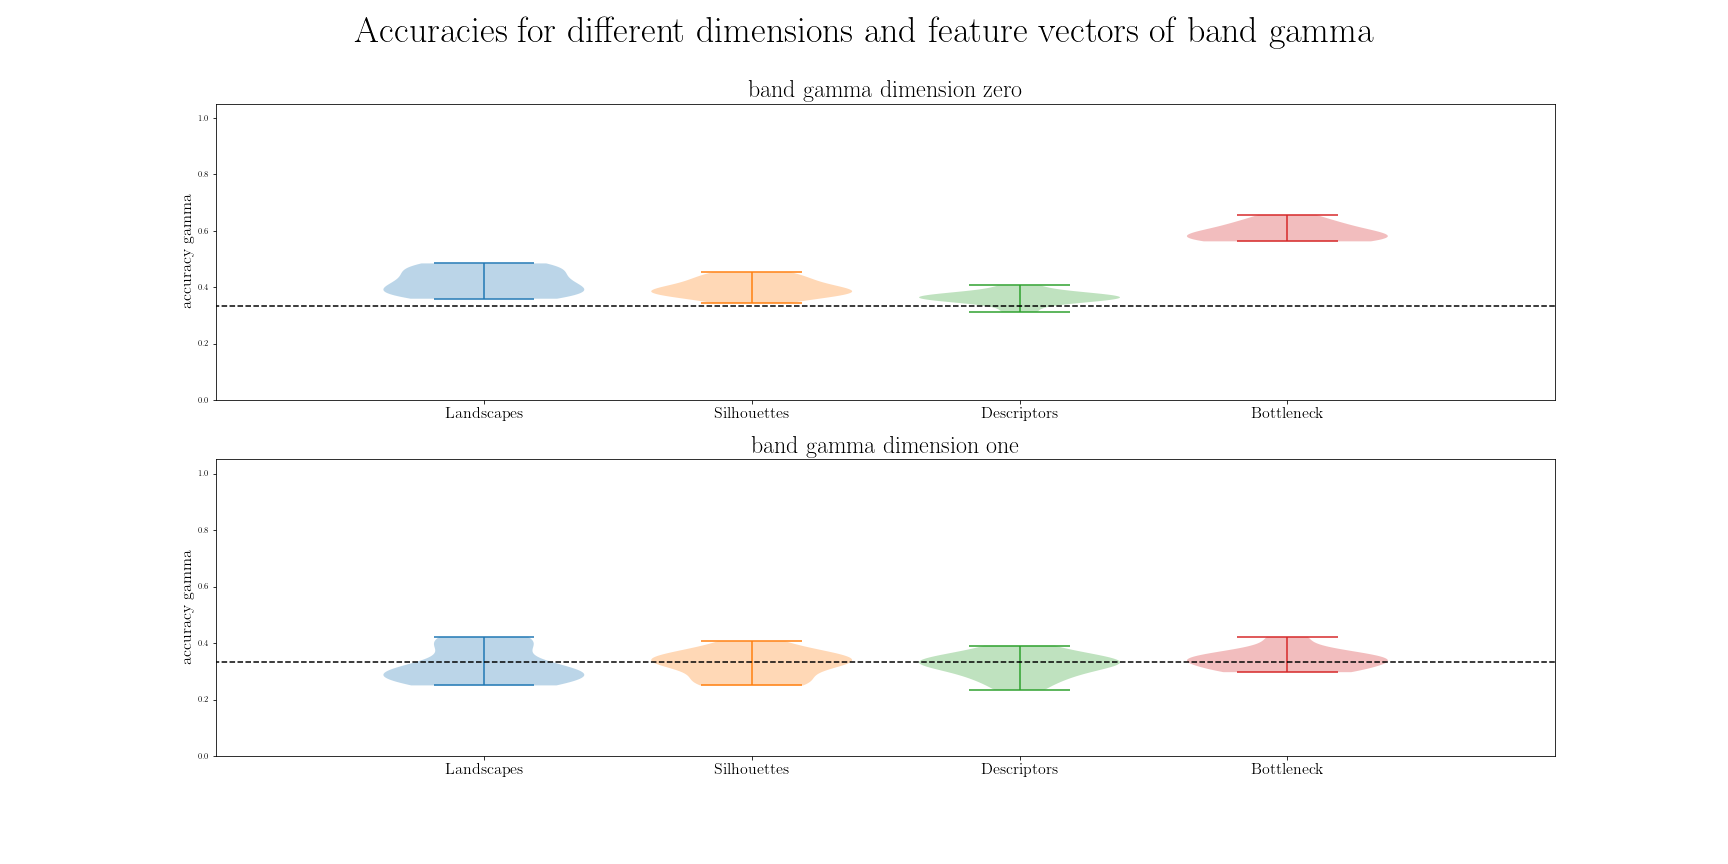 Accuracies for different dimensions and feature vectors of band gamma
band gamma dimension zero
accuracy gamma
1.0
0.8
0.6
0.4
0.2
0.0
Landscapes Silhouettes Descriptors Bottleneck
band gamma dimension one
accuracy gamma
1.0
0.8
0.6
0.4
0.2
0.0
Landscapes Silhouettes Descriptors Bottleneck